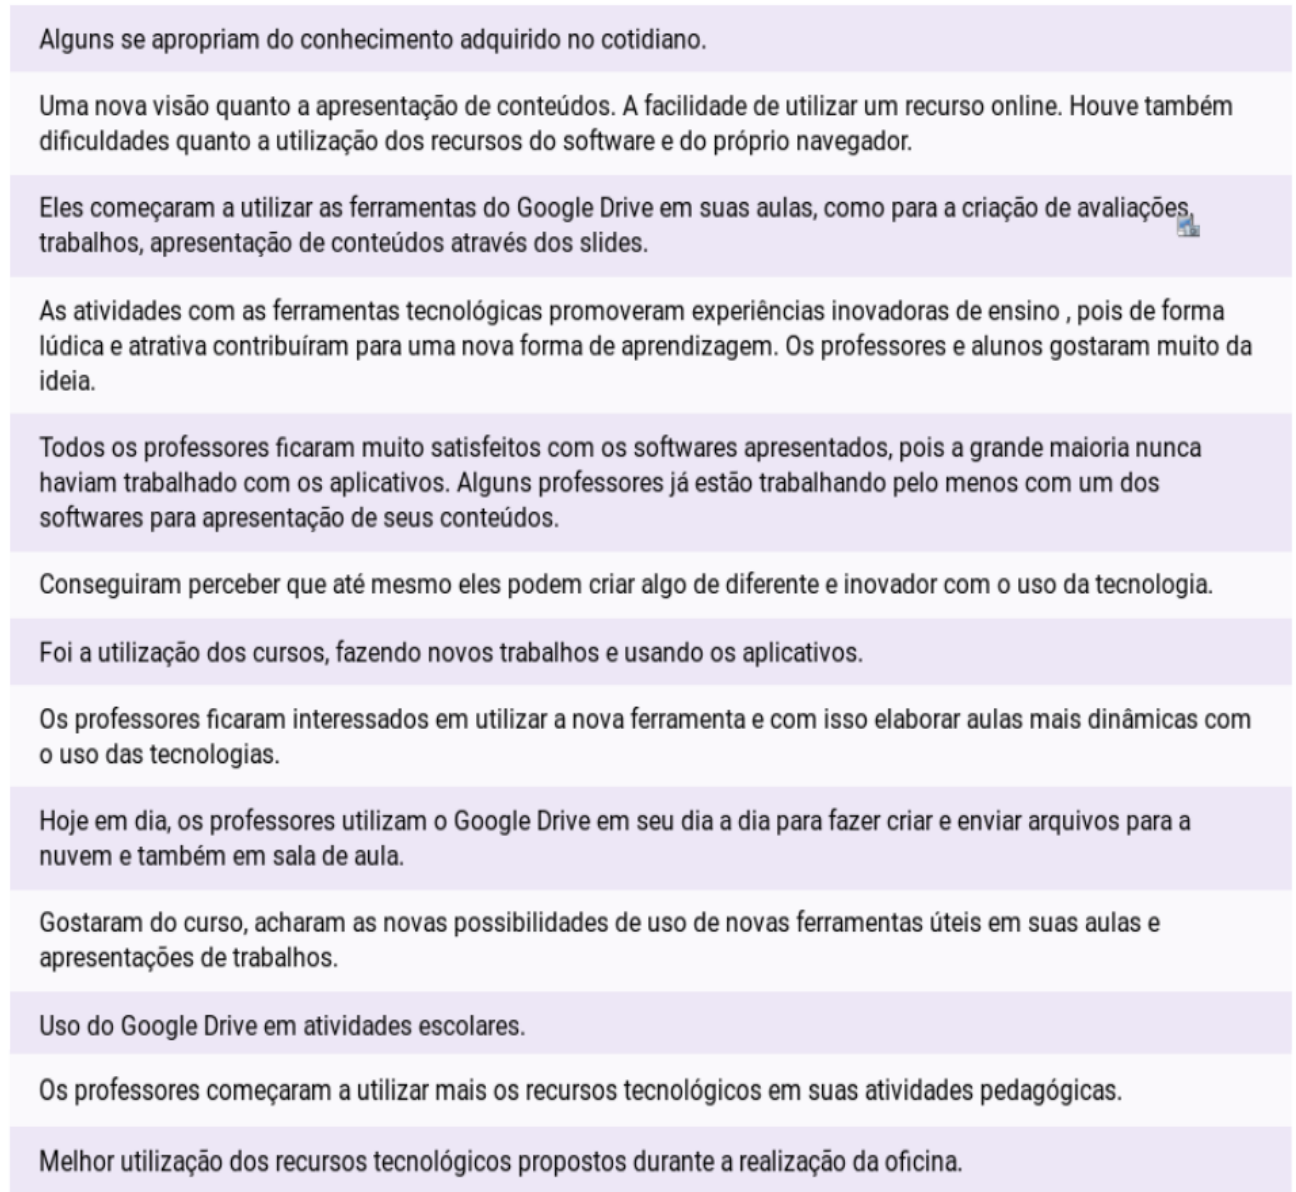 Alguns se apropriam do conhecimento adquirido no cotidiano.
Uma nova visão quanto a apresentação de conteúdos. A facilidade de utilizar um recurso online. Houve também
dificuldades quanto a utilização dos recursos do software e do próprio navegador.
Eles começaram a utilizar as ferramentas do Google Drive em suas aulas, como para a criação de avaliações,
trabalhos, apresentação de conteúdos através dos slides.
As atividades com as ferramentas tecnológicas promoveram experiências inovadoras de ensino , pois de forma
lúdica e atrativa contribuíram para uma nova forma de aprendizagem. Os professores e alunos gostaram muito da
ideia.
Todos os professores ficaram muito satisfeitos com os softwares apresentados, pois a grande maioria nunca
haviam trabalhado com os aplicativos. Alguns professores já estão trabalhando pelo menos com um dos
softwares para apresentação de seus conteúdos.
Conseguiram perceber que até mesmo eles podem criar algo de diferente e inovador com o uso da tecnologia.
Foi a utilização dos cursos, fazendo novos trabalhos e usando os aplicativos.
Os professores ficaram interessados em utilizar a nova ferramenta e com isso elaborar aulas mais dinâmicas com
o uso das tecnologias.
Hoje em dia, os professores utilizam o Google Drive em seu dia a dia para fazer criar e enviar arquivos para a
nuvem e também em sala de aula.
Gostaram do curso, acharam as novas possibilidades de uso de novas ferramentas úteis em suas aulas e
apresentações de trabalhos.
Uso do Google Drive em atividades escolares.
Os professores começaram a utilizar mais os recursos tecnológicos em suas atividades pedagógicas.
Melhor utilização dos recursos tecnológicos propostos durante a realização da oficina.